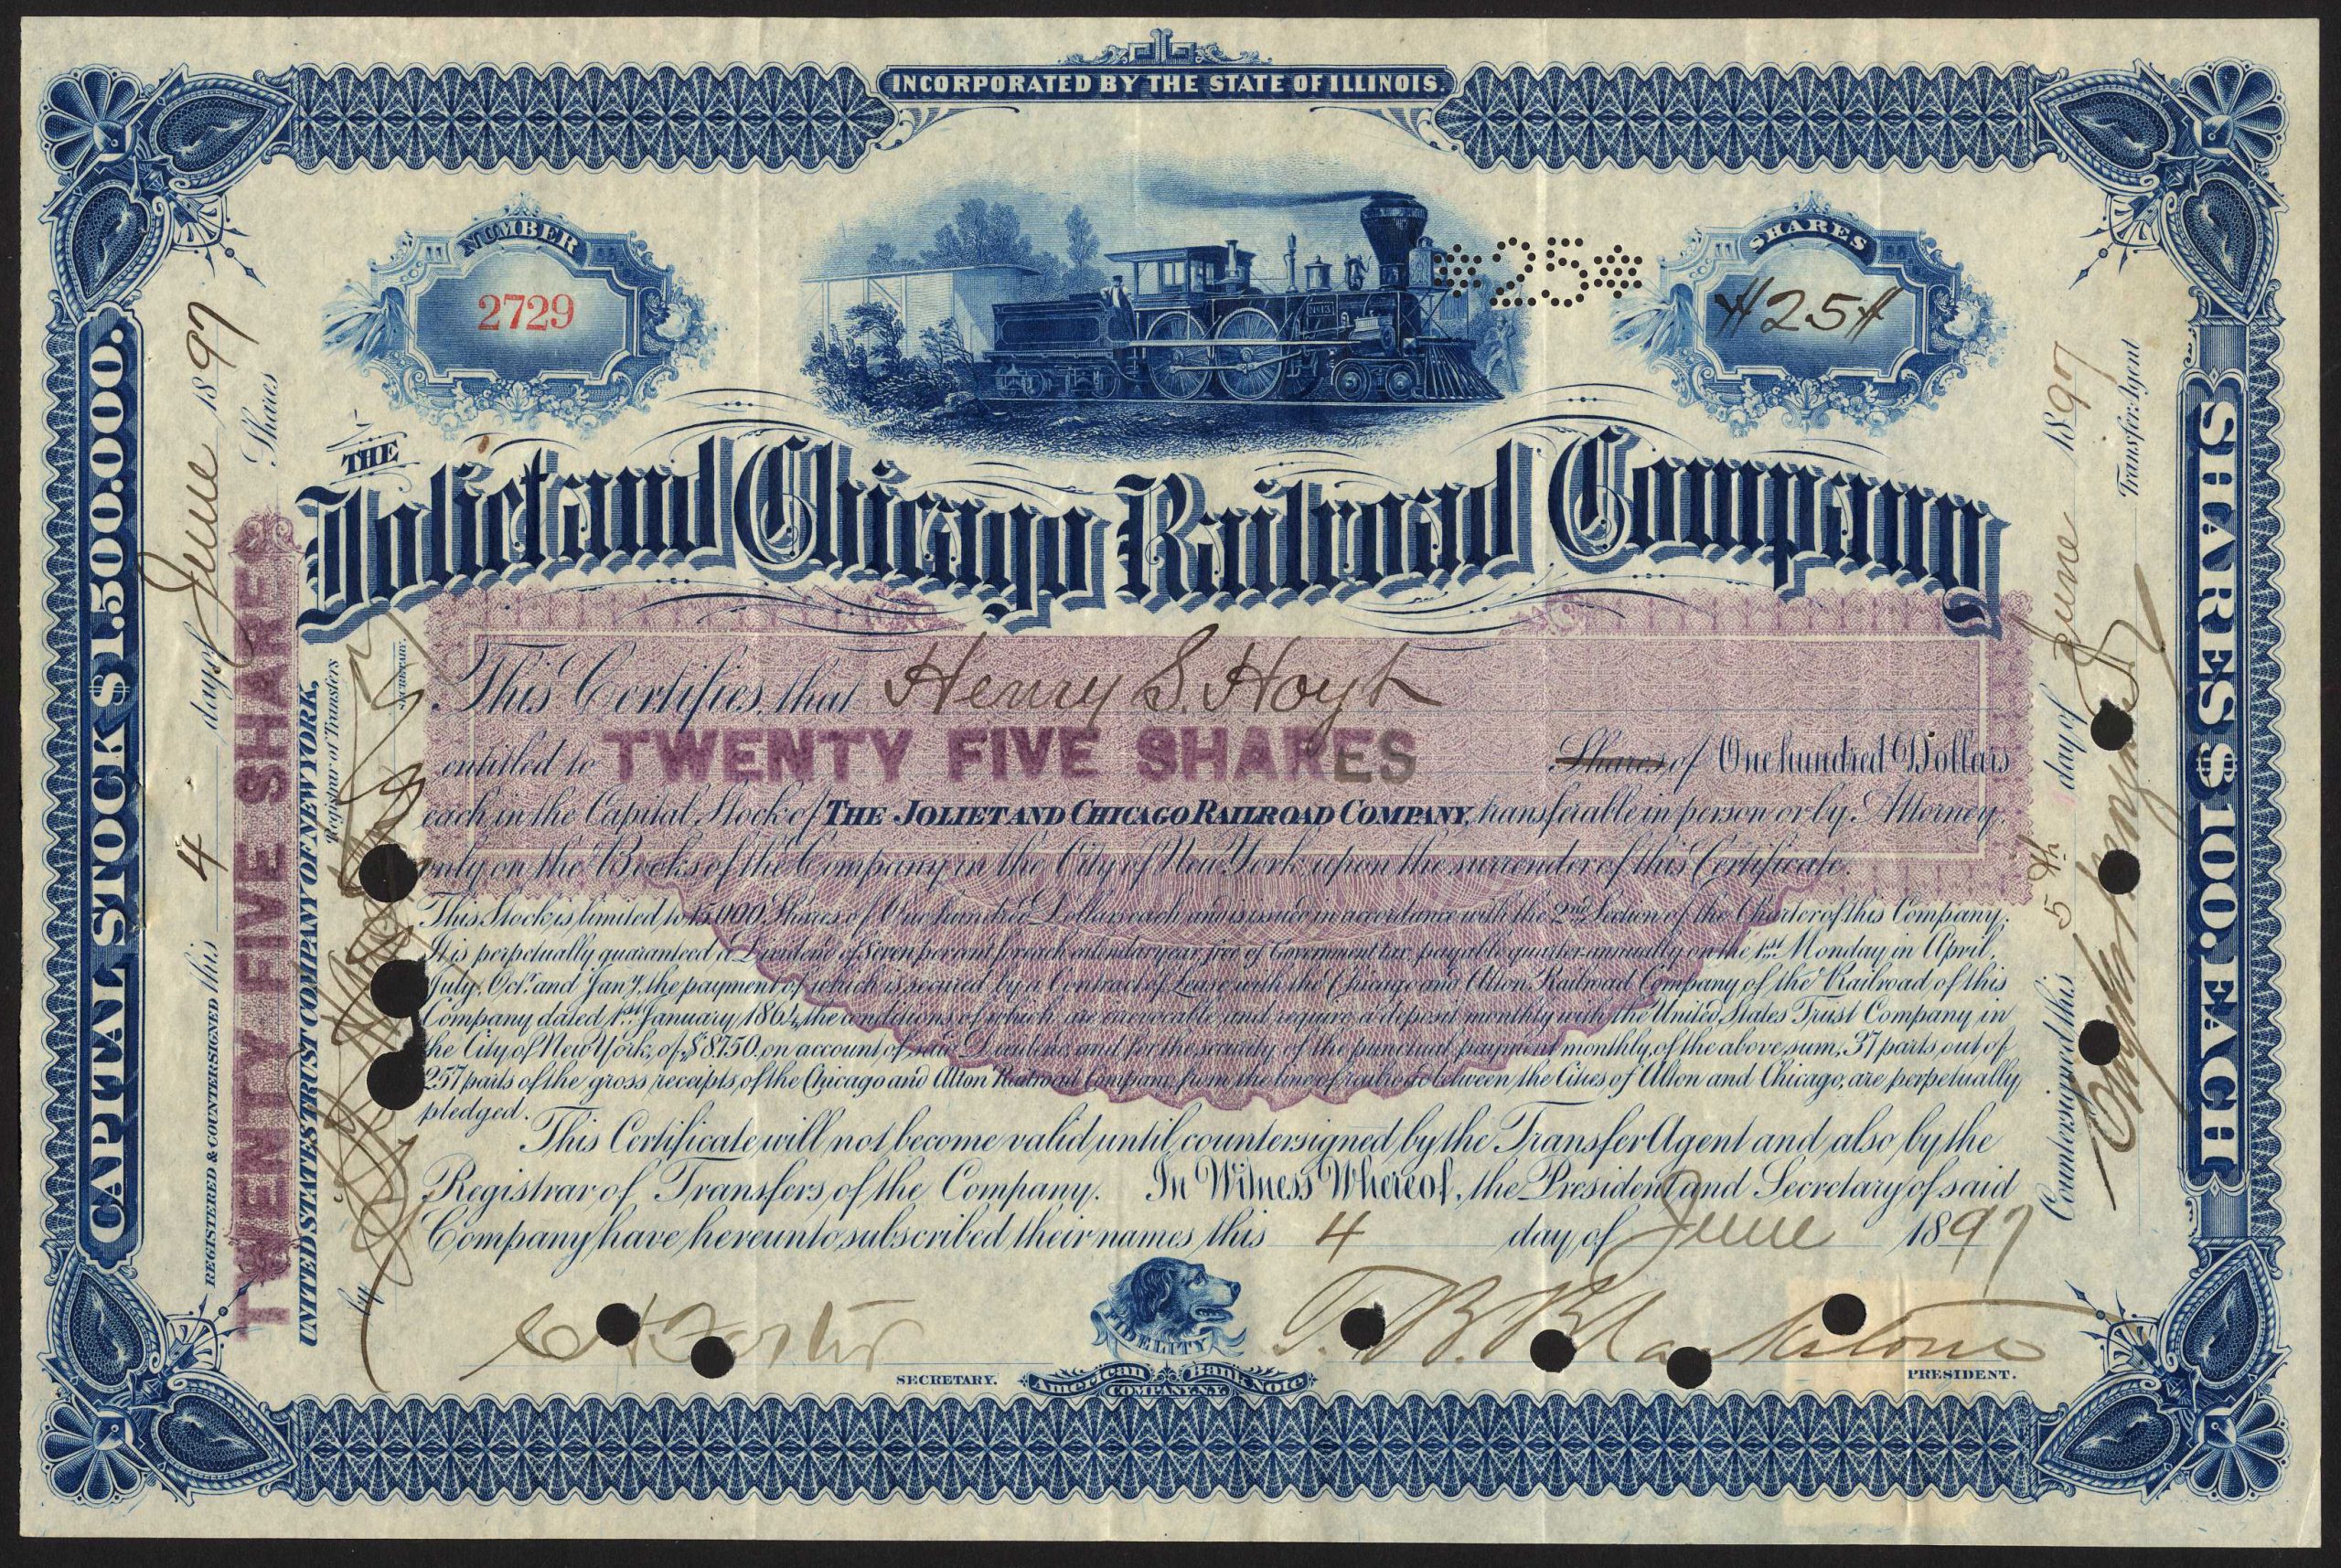 INCORPORATED BY THE STATE OF ILLINOIS.
NUMBER
2729
Nº 13
*25*
SHARES
#25#
THE
Joliet and Chicago Railroad Company
This Certifies, that Henry S. Hoyt
entitled to TWENTY FIVE SHARES Shares, of One hundred Dollars
each, in the Capital Stock of THE JOLIET AND CHICAGO RAILROAD COMPANY, transferable in person or by Attorney,
only on the Books of the Company in the City of New York, upon the surrender of this Certificate.
This Stock is limited to 15,000 Shares of One hundred Dollars each and is issued in accordance with the 2nd Section of the Charter of this Company.
It is perpetually guaranteed a Dividend of Seven per cent for each calendar year, free of Government tax, payable quarter-annually on the 1st Monday in April,
July, Octr. and Jany., the payment of which is secured by a Contract of Lease with the Chicago and Alton Railroad Company of the Railroad of this
Company dated 1st January 1864, the conditions of which, are irrevocable and require a deposit monthly with the United States Trust Company in
the City of New York, of $8.750, on account of said Dividend, and for the security of the punctual payment monthly, of the above sum, 37 parts, out of
257 parts of the gross receipts, of the Chicago and Alton Railroad Company, from the line of railroad between the Cities of Alton and Chicago, are perpetually
pledged.
This Certificate will not become valid until countersigned by the Transfer Agent and also by the
Registrar of Transfers, of the Company. In Witness Whereof, the President and Secretary of said
Company have hereunto subscribed their names this 4 day of June 1897
C H Foster
SECRETARY.
FIDELITY
American Bank Note
COMPANY N.Y.
T. B. Blackstone
PRESIDENT.
CAPITAL STOCK $1.500.000.
REGISTERED & COUNTERSIGNED this 4 day of June 1897
TWENTY FIVE SHARES
Shares
UNITED STATES TRUST COMPANY OF NEW YORK,
Registrar of Transfers
by
SECRETARY.
Countersigned this 5th day of June 1897
Transfer Agent
SHARES $100. EACH